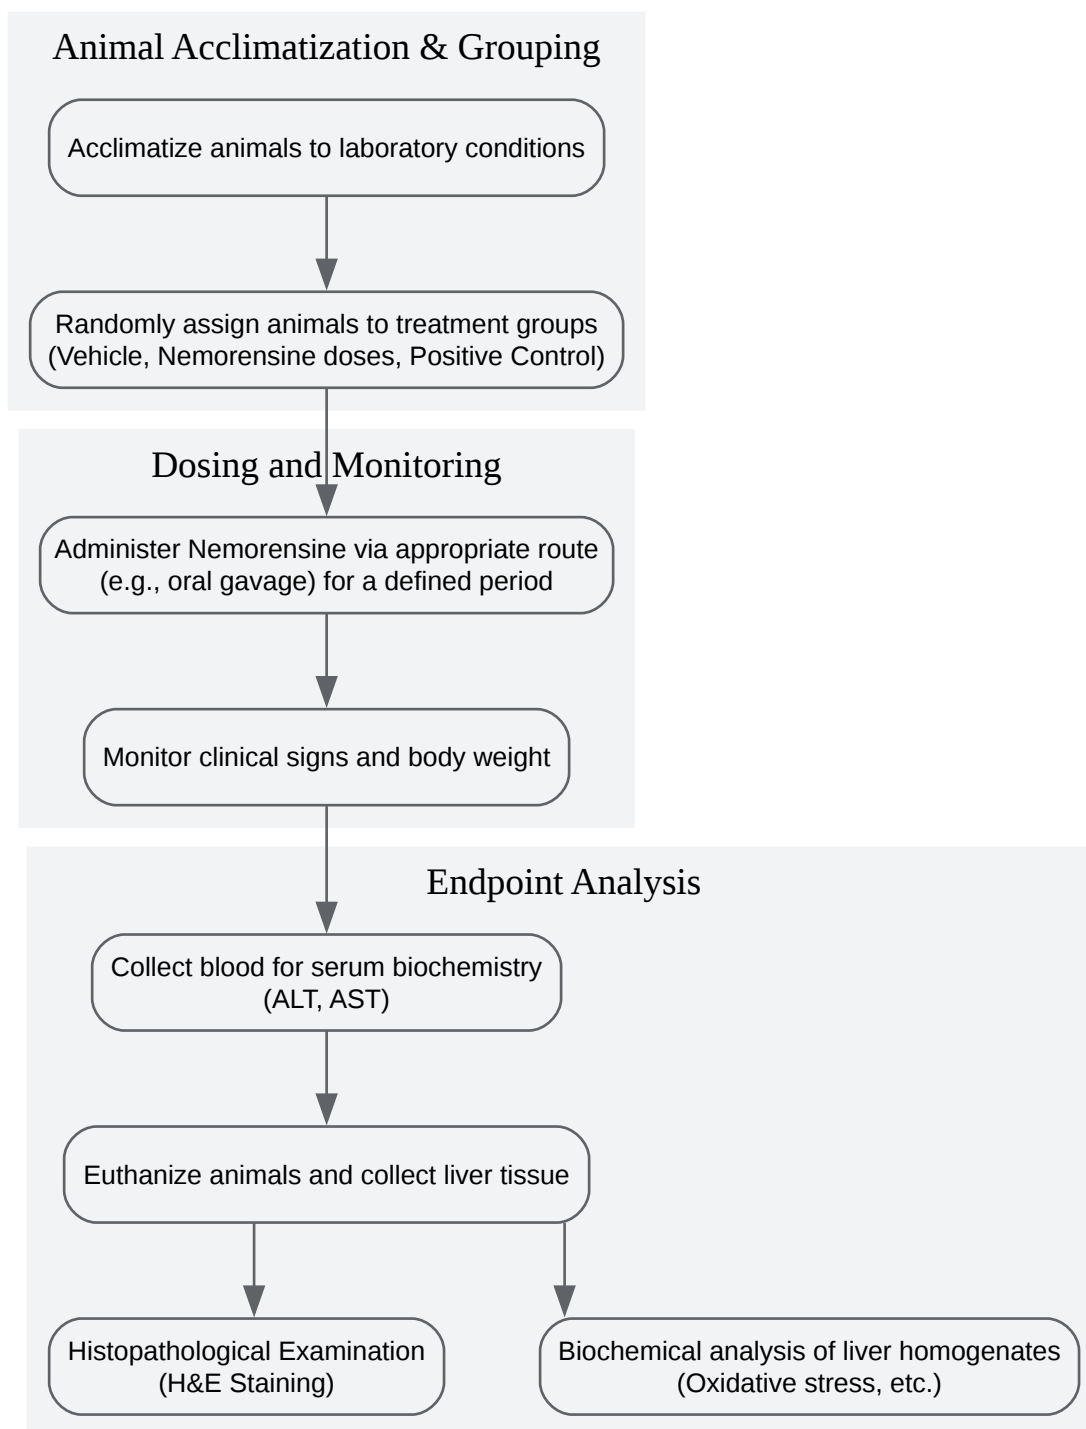 Animal Acclimatization & Grouping
Acclimatize animals to laboratory conditions
Randomly assign animals to treatment groups
(Vehicle, Nemorensine doses, Positive Control)
Dosing and Monitoring
Administer Nemorensine via appropriate route
(e.g., oral gavage) for a defined period
Monitor clinical signs and body weight
Endpoint Analysis
Collect blood for serum biochemistry
(ALT, AST)
Euthanize animals and collect liver tissue
Histopathological Examination
(H&E Staining)
Biochemical analysis of liver homogenates
(Oxidative stress, etc.)